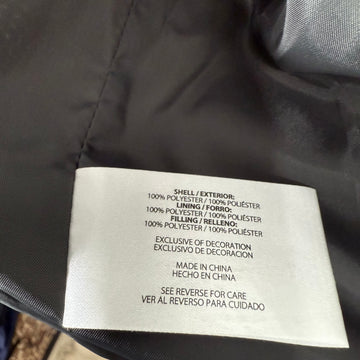 SHELL / EXTERIOR:
100% POLYESTER / 100% POLIÉSTER
LINING / FORRO:
100% POLYESTER / 100% POLIÉSTER
FILLING / RELLENO:
100% POLYESTER / 100% POLIÉSTER
EXCLUSIVE OF DECORATION
EXCLUSIVO DE DECORACION
MADE IN CHINA
HECHO EN CHINA
SEE REVERSE FOR CARE
VER AL REVERSO PARA CUIDADO